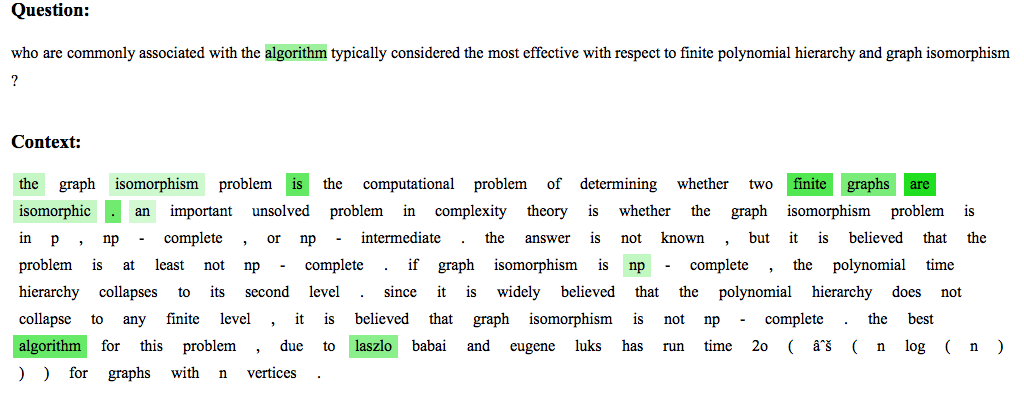 Question:
who are commonly associated with the algorithm typically considered the most effective with respect to finite polynomial hierarchy and graph isomorphism
?
Context:
the graph isomorphism problem is the computational problem of determining whether two finite graphs are
isomorphic . an important unsolved problem in complexity theory is whether the graph isomorphism problem is
in p , np - complete , or np - intermediate . the answer is not known , but it is believed that the
problem is at least not np - complete . if graph isomorphism is np - complete , the polynomial time
hierarchy collapses to its second level . since it is widely believed that the polynomial hierarchy does not
collapse to any finite level , it is believed that graph isomorphism is not np - complete . the best
algorithm for this problem , due to laszlo babai and eugene luks has run time 2o ( âˆš ( n log ( n )
) ) for graphs with n vertices .